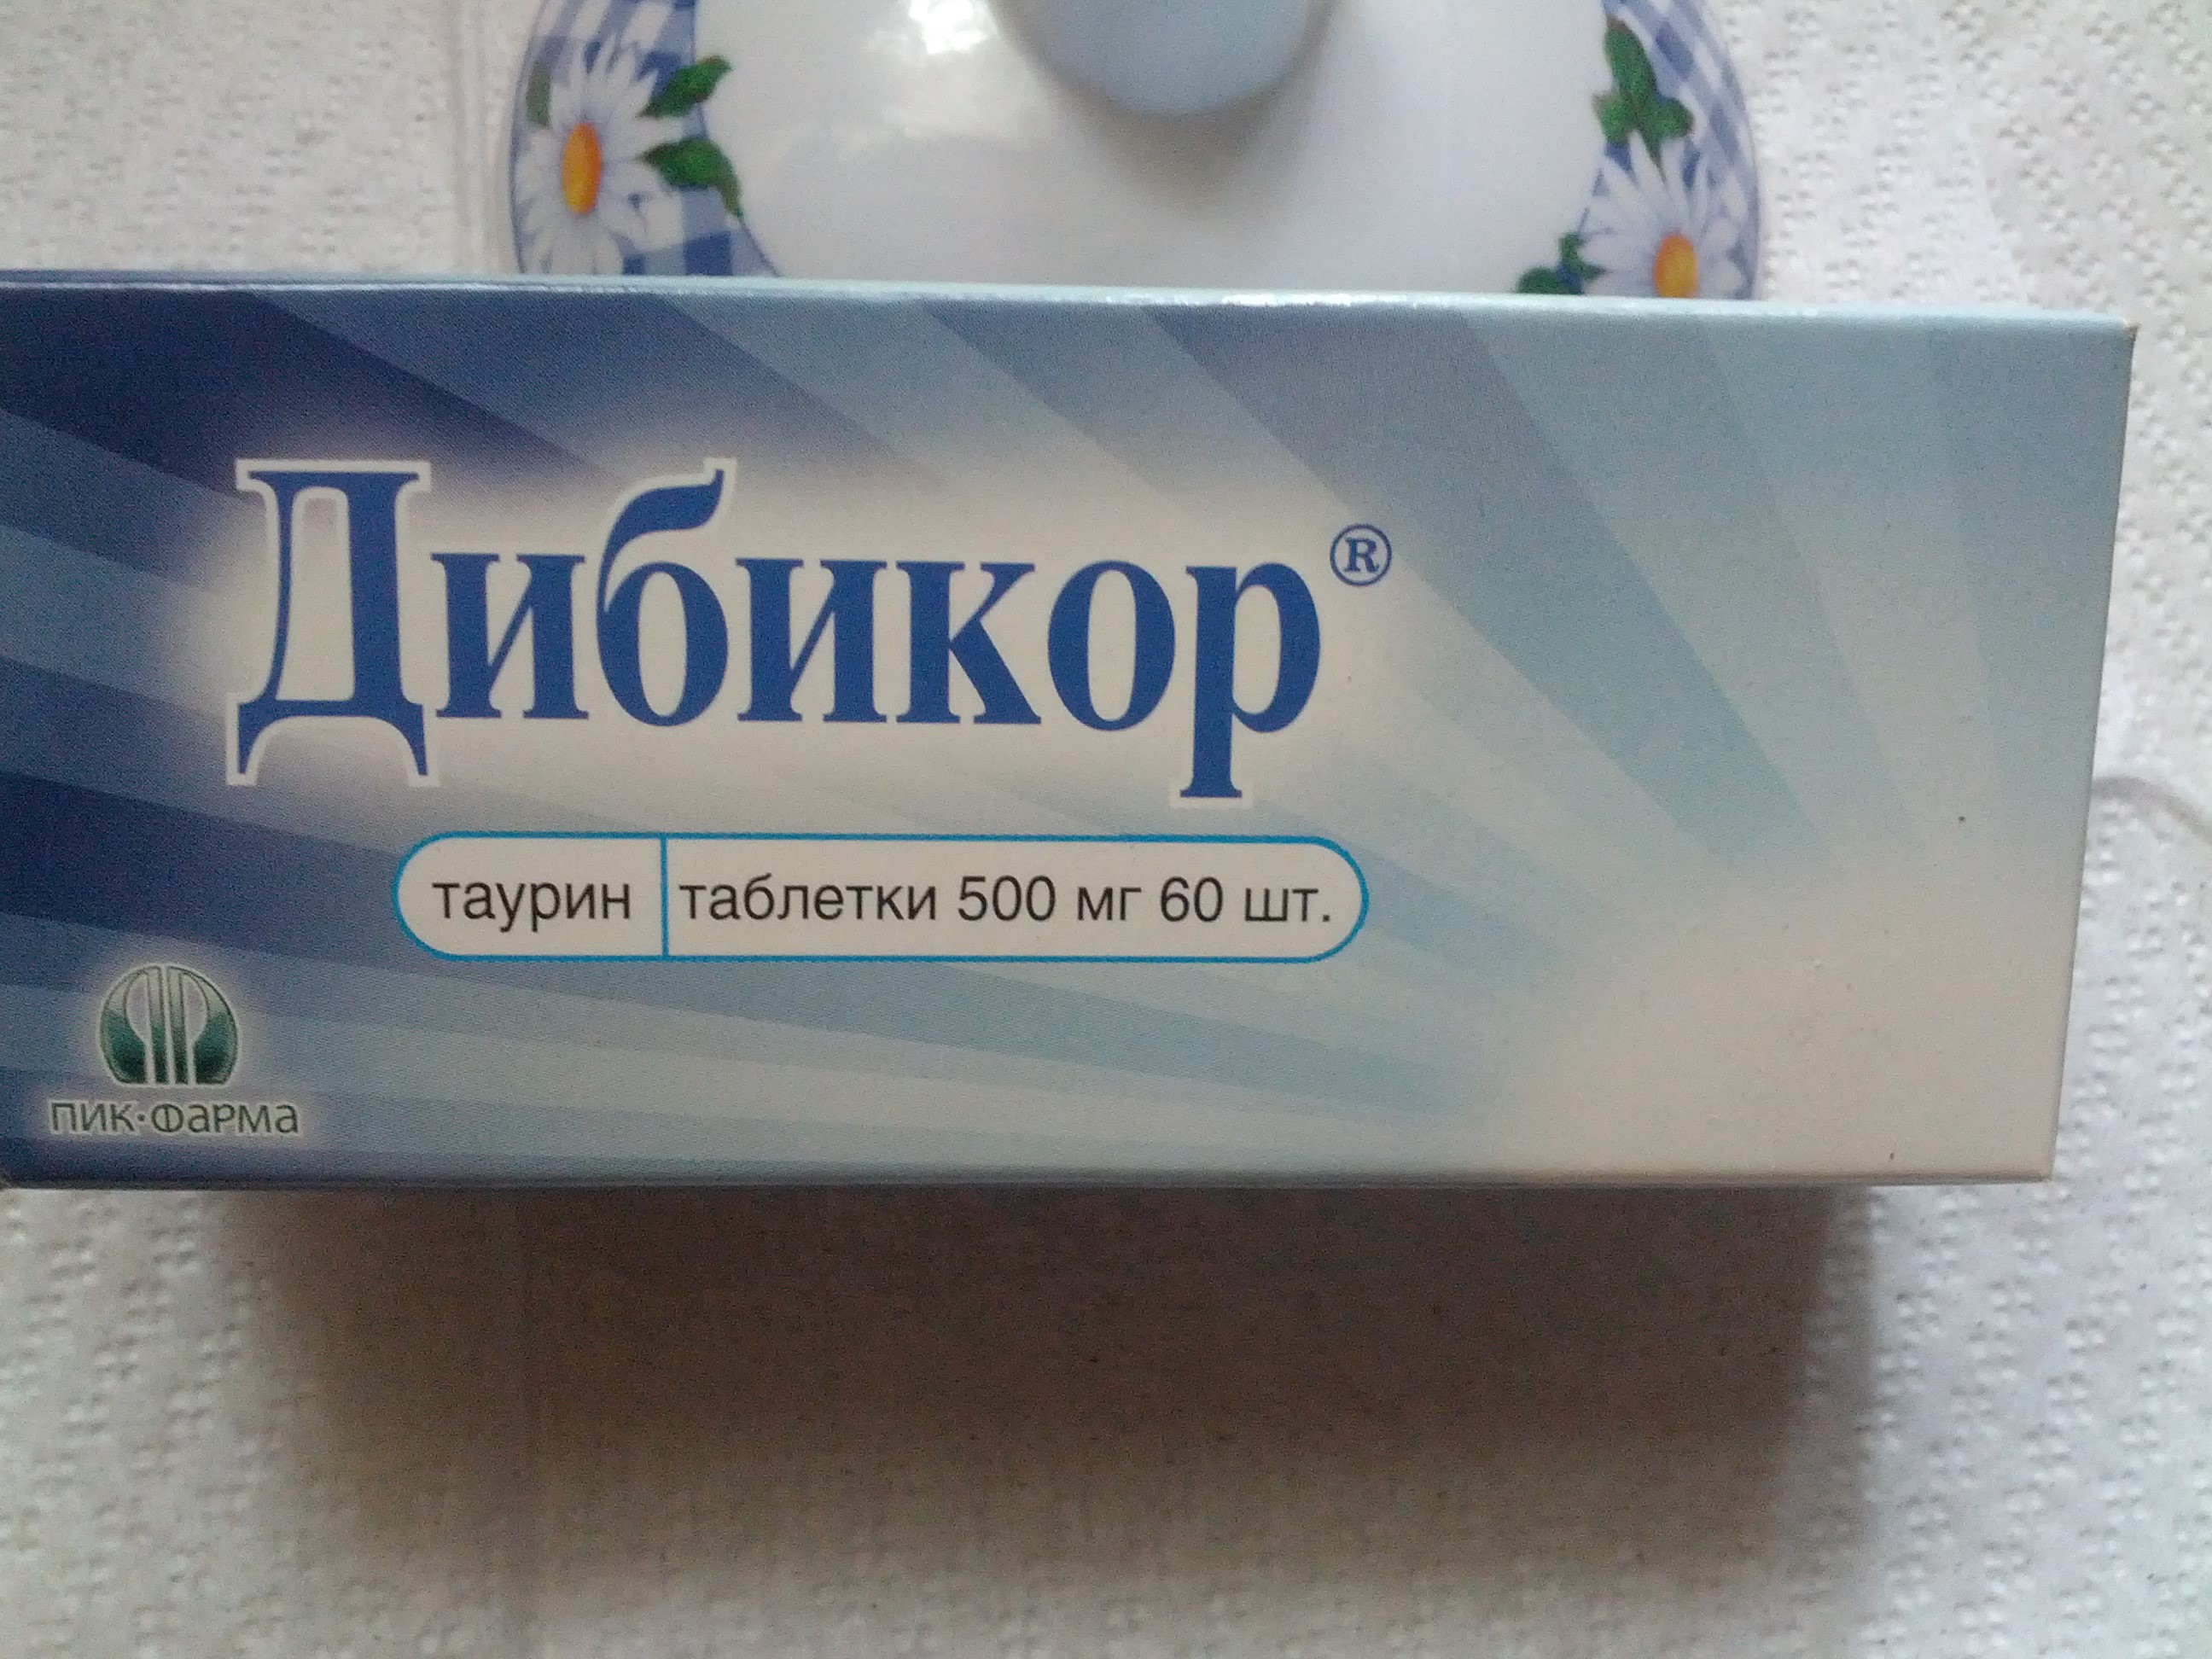 Дибикор®
таурин таблетки 500 мг 60 шт.
ПИК·ФАРМА